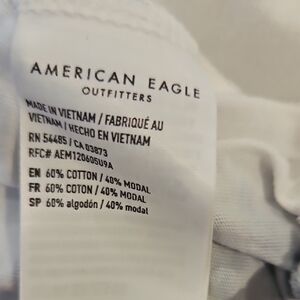 AMERICAN EAGLE
OUTFITTERS
MADE IN VIETNAM / FABRIQUÉ AU
VIETNAM / HECHO EN VIETNAM
RN 54485 / CA 03873
RFC# AEM120605U9A
EN 60% COTTON / 40% MODAL
FR 60% COTON / 40% MODAL
SP 60% algodón / 40% modal